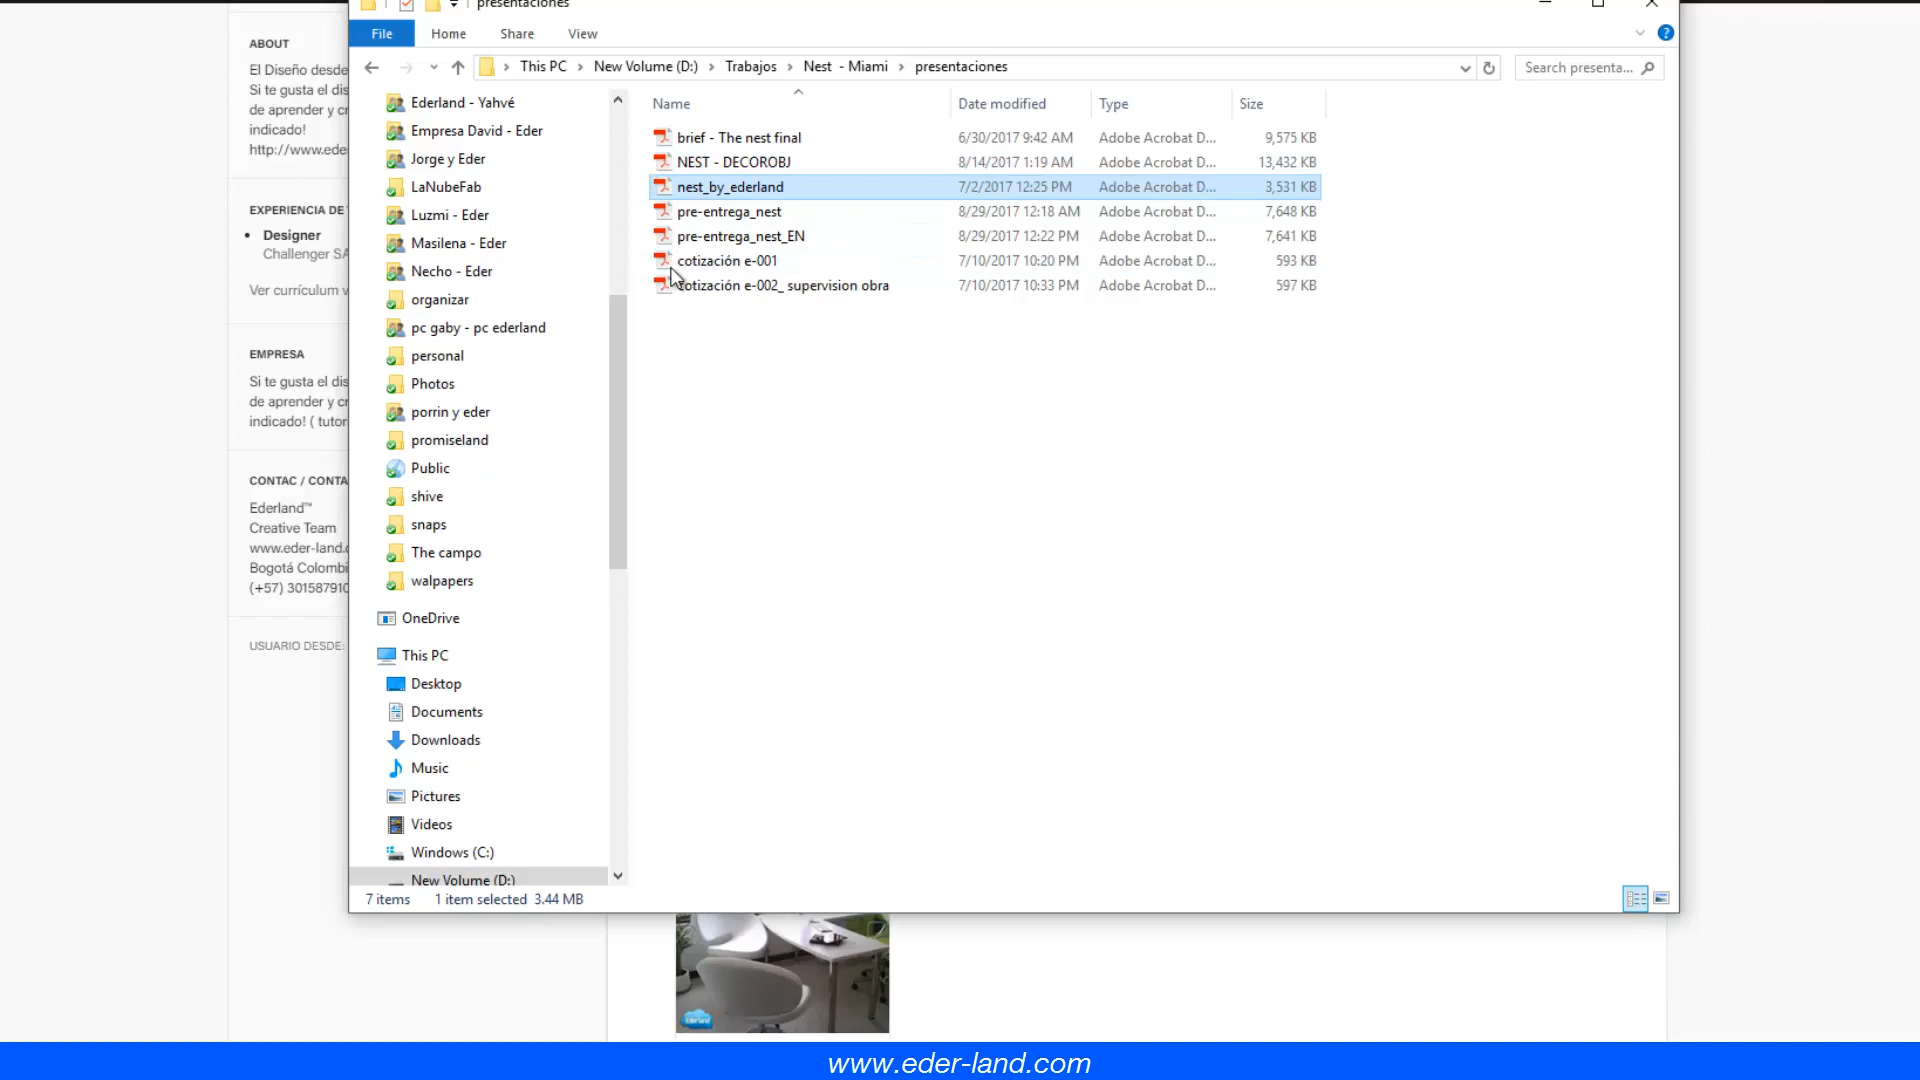 presentaciones
File Home Share View
This PC New Volume (D:) Trabajos Nest - Miami presentaciones
Search presenta...
ABOUT
El Diseño desde
Si te gusta el dis
de aprender y cr
indicado!
http://www.ede
EXPERIENCIA DE
Designer
Challenger SA
Ver currículum v
EMPRESA
Si te gusta el dis
de aprender y cr
indicado! ( tutor
CONTAC / CONTA
Ederland™
Creative Team
www.eder-land.c
Bogotá Colombi
(+57) 301587910
USUARIO DESDE:
Ederland - Yahvé
Empresa David - Eder
Jorge y Eder
LaNubeFab
Luzmi - Eder
Masilena - Eder
Necho - Eder
organizar
pc gaby - pc ederland
personal
Photos
porrin y eder
promiseland
Public
shive
snaps
The campo
walpapers
OneDrive
This PC
Desktop
Documents
Downloads
Music
Pictures
Videos
Windows (C:)
New Volume (D:)
Name Date modified Type Size
brief - The nest final 6/30/2017 9:42 AM Adobe Acrobat D... 9,575 KB
NEST - DECOROBJ 8/14/2017 1:19 AM Adobe Acrobat D... 13,432 KB
nest_by_ederland 7/2/2017 12:25 PM Adobe Acrobat D... 3,531 KB
pre-entrega_nest 8/29/2017 12:18 AM Adobe Acrobat D... 7,648 KB
pre-entrega_nest_EN 8/29/2017 12:22 PM Adobe Acrobat D... 7,641 KB
cotización e-001 7/10/2017 10:20 PM Adobe Acrobat D... 593 KB
cotización e-002_ supervision obra 7/10/2017 10:33 PM Adobe Acrobat D... 597 KB
7 items 1 item selected 3.44 MB
Ederland
www.eder-land.com